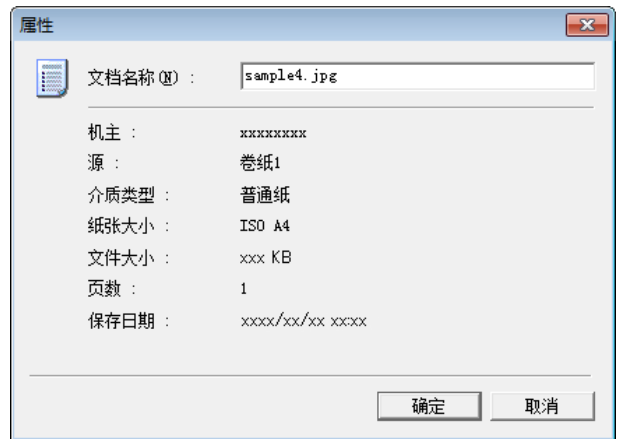 属性
文档名称(N) : sample4.jpg
机主 : xxxxxxxx
源 : 卷纸1
介质类型 : 普通纸
纸张大小 : ISO A4
文件大小 : xxx KB
页数 : 1
保存日期 : xxxx/xx/xx xx:xx
确定 取消